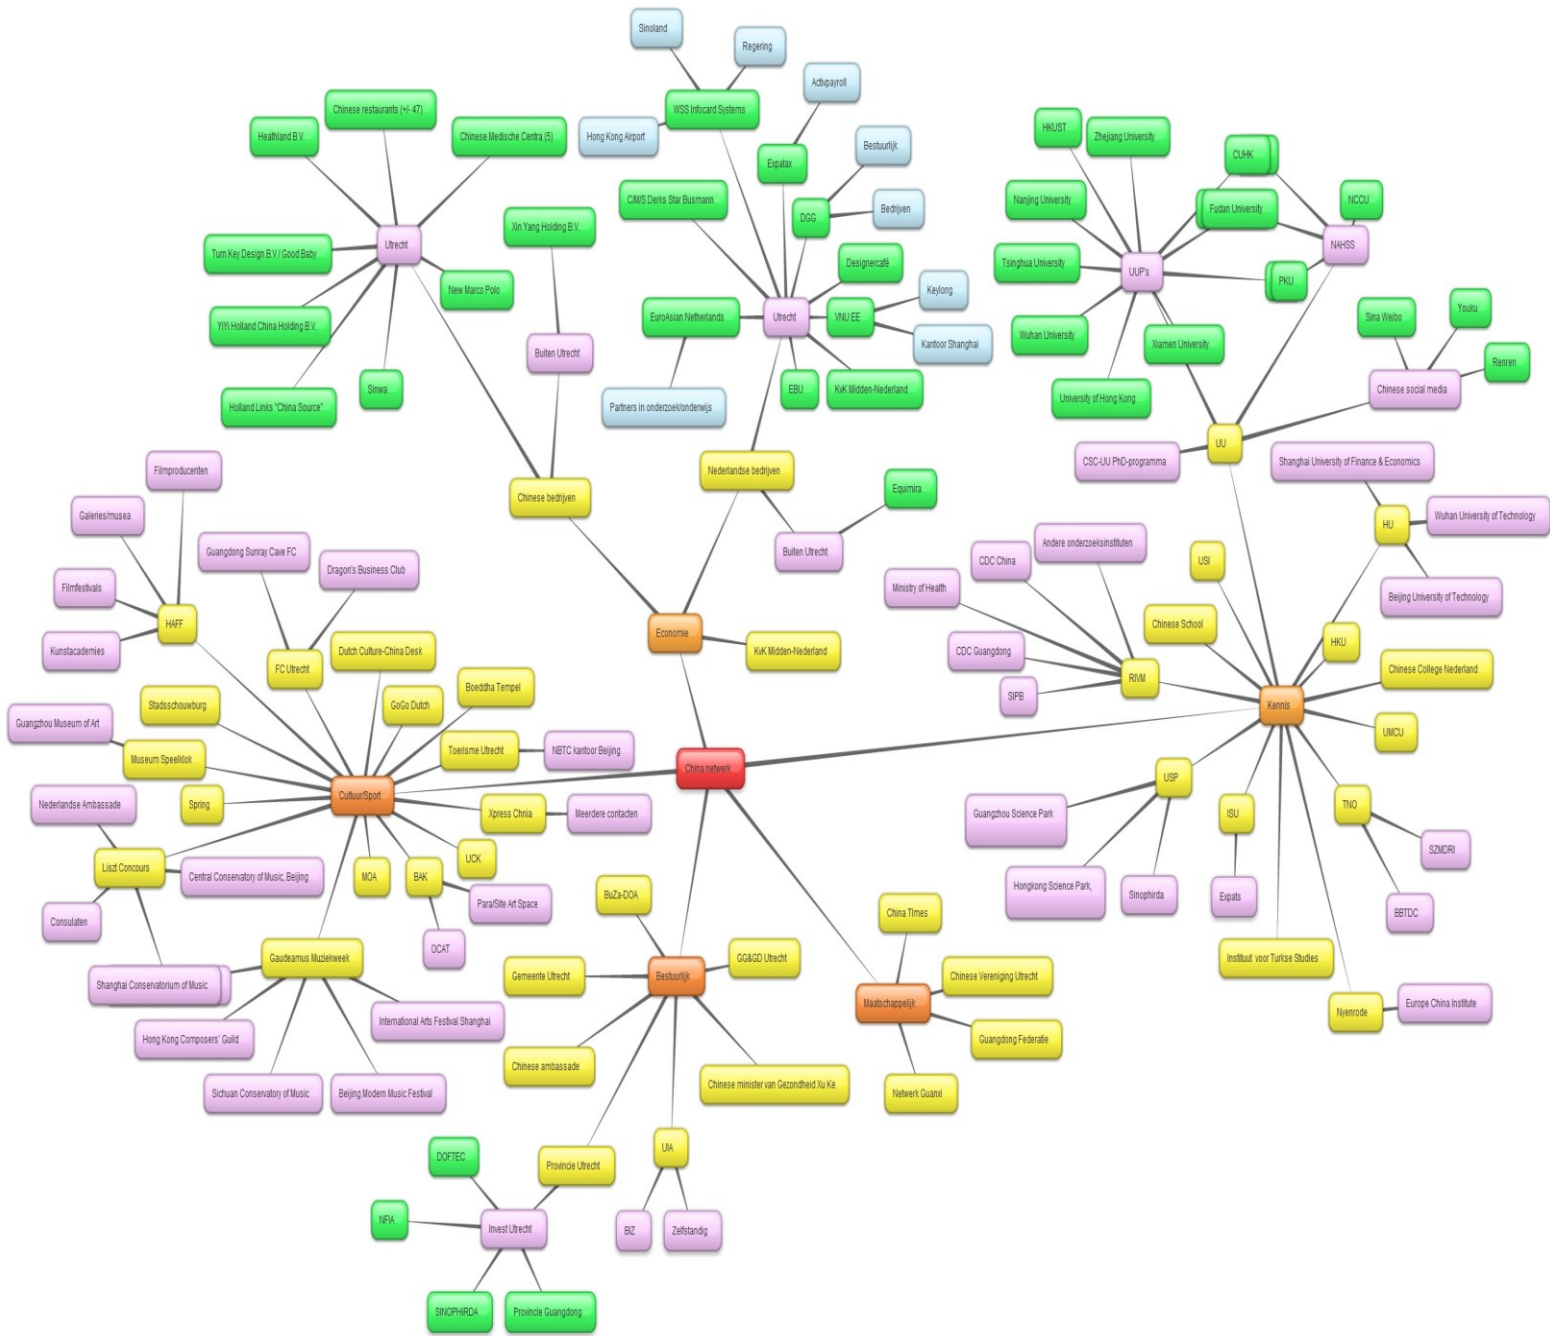 Sinoland
Regering
Activpayroll
Chinese restaurants (+/- 47)
WSS Infocard Systems
Heathland B.V.
Chinese Medische Centra (5)
Hong Kong Airport
HKUST
Zhejiang University
Bestuurlijk
Expatax
CUHK
Nanjing University
C/M/S Derks Star Busmann
NCCU
Xin Yang Holding B.V.
DGG
Bedrijven
Fudan University
Utrecht
NAHSS
Turn Key Design B.V / Good Baby
Designercafé
Tsinghua University
UUP's
New Marco Polo
Keylong
PKU
YiYi Holland China Holding B.V.
EuroAsian Netherlands
Utrecht
VNU EE
Sina Weibo
Youku
Wuhan University
Xiamen University
Kantoor Shanghai
Buiten Utrecht
Renren
Sinwa
EBU
KvK Midden-Nederland
Chinese social media
Holland Links "China Source"
Partners in onderzoek/onderwijs
University of Hong Kong
UU
CSC-UU PhD-programma
Shanghai University of Finance & Economics
Filmproducenten
Nederlandse bedrijven
Chinese bedrijven
Equimira
Galeries/musea
Wuhan University of Technology
HU
Guangdong Sunray Cave FC
Andere onderzoeksinstituten
Buiten Utrecht
CDC China
USI
Dragon's Business Club
Ministry of Health
Filmfestivals
Beijing University of Technology
HAFF
Chinese School
Economie
HKU
Kunstacademies
Dutch Culture-China Desk
KvK Midden-Nederland
CDC Guangdong
FC Utrecht
Chinese College Nederland
RIVM
Boeddha Tempel
SIPB
Stadsschouwburg
GoGo Dutch
Kennis
Guangzhou Museum of Art
UMCU
Toerisme Utrecht
NBTC kantoor Beijing
Museum Speelklok
China netwerk
USP
Cultuur/Sport
Nederlandse Ambassade
Spring
Xpress Chnia
Meerdere contacten
Guangzhou Science Park
ISU
TNO
SZMDRI
UCK
Liszt Concours
Central Conservatory of Music, Beijing
MOA
BAK
Hongkong Science Park,
Sinophirda
Expats
BuZa-DOA
Para/Site Art Space
China TImes
BBTDC
Consulaten
OCAT
Gaudeamus Muziekweek
GG&GD Utrecht
Instituut voor Turkse Studies
Gemeente Utrecht
Bestuurlijk
Chinese Vereniging Utrecht
Shanghai Conservatorium of Music
Maatschappelijk
Europe China Institute
Nyenrode
International Arts Festival Shanghai
Hong Kong Composers' Guild
Guangdong Federatie
Chinese ambassade
Chinese minister van Gezondheid Xu Ke
Sichuan Conservatory of Music
Beijing Modern Music Festival
Netwerk Guanxi
UIA
DOFTEC
Provincie Utrecht
NFIA
Invest Utrecht
BIZ
Zelfstandig
SINOPHIRDA
Provincie Guangdong